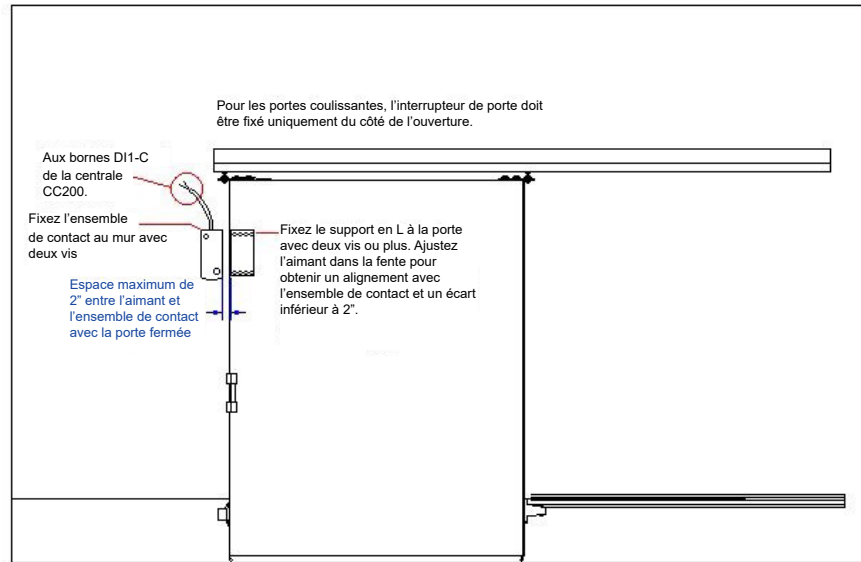 Pour les portes coulissantes, l’interrupteur de porte doit
être fixé uniquement du côté de l’ouverture.
Aux bornes DI1-C
de la centrale
CC200.
Fixez l’ensemble
de contact au mur avec
deux vis
Fixez le support en L à la porte
avec deux vis ou plus. Ajustez
l’aimant dans la fente pour
obtenir un alignement avec
l’ensemble de contact et un écart
inférieur à 2”.
Espace maximum de
2” entre l’aimant et
l’ensemble de contact
avec la porte fermée